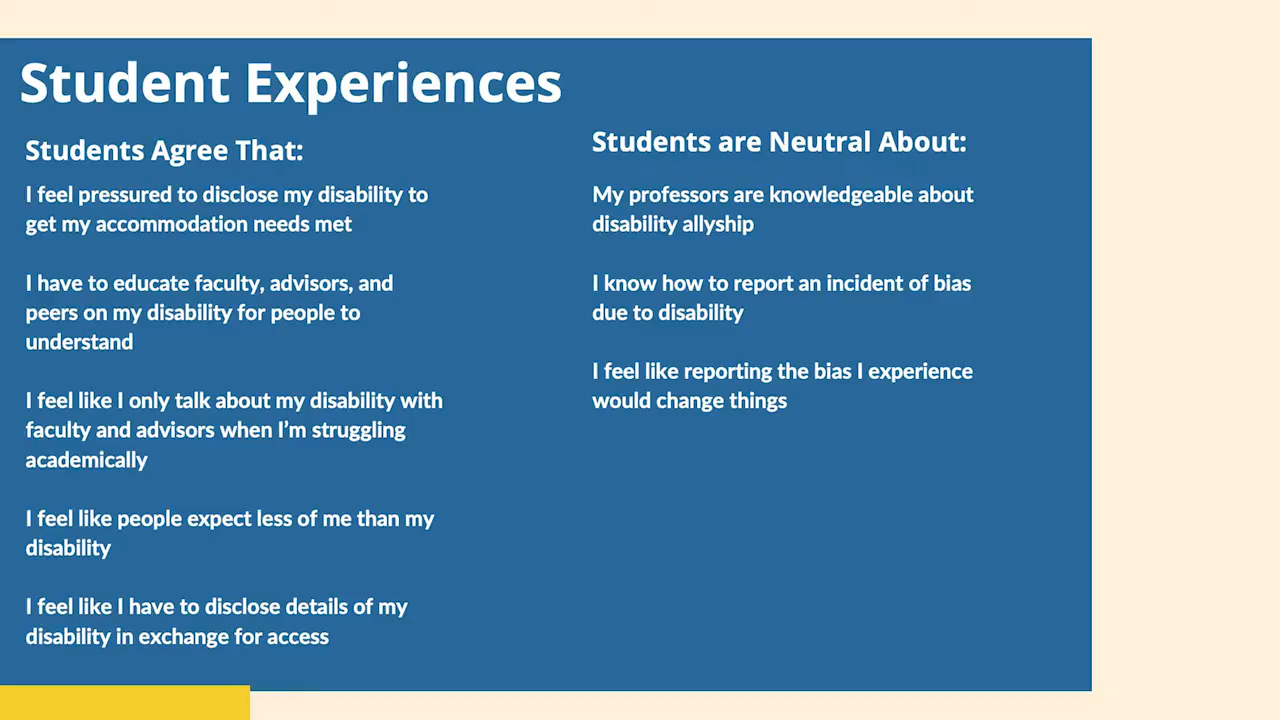 Student Experiences
Students Agree That:
I feel pressured to disclose my disability to
get my accommodation needs met
I have to educate faculty, advisors, and
peers on my disability for people to
understand
I feel like I only talk about my disability with
faculty and advisors when I’m struggling
academically
I feel like people expect less of me than my
disability
I feel like I have to disclose details of my
disability in exchange for access
Students are Neutral About:
My professors are knowledgeable about
disability allyship
I know how to report an incident of bias
due to disability
I feel like reporting the bias I experience
would change things